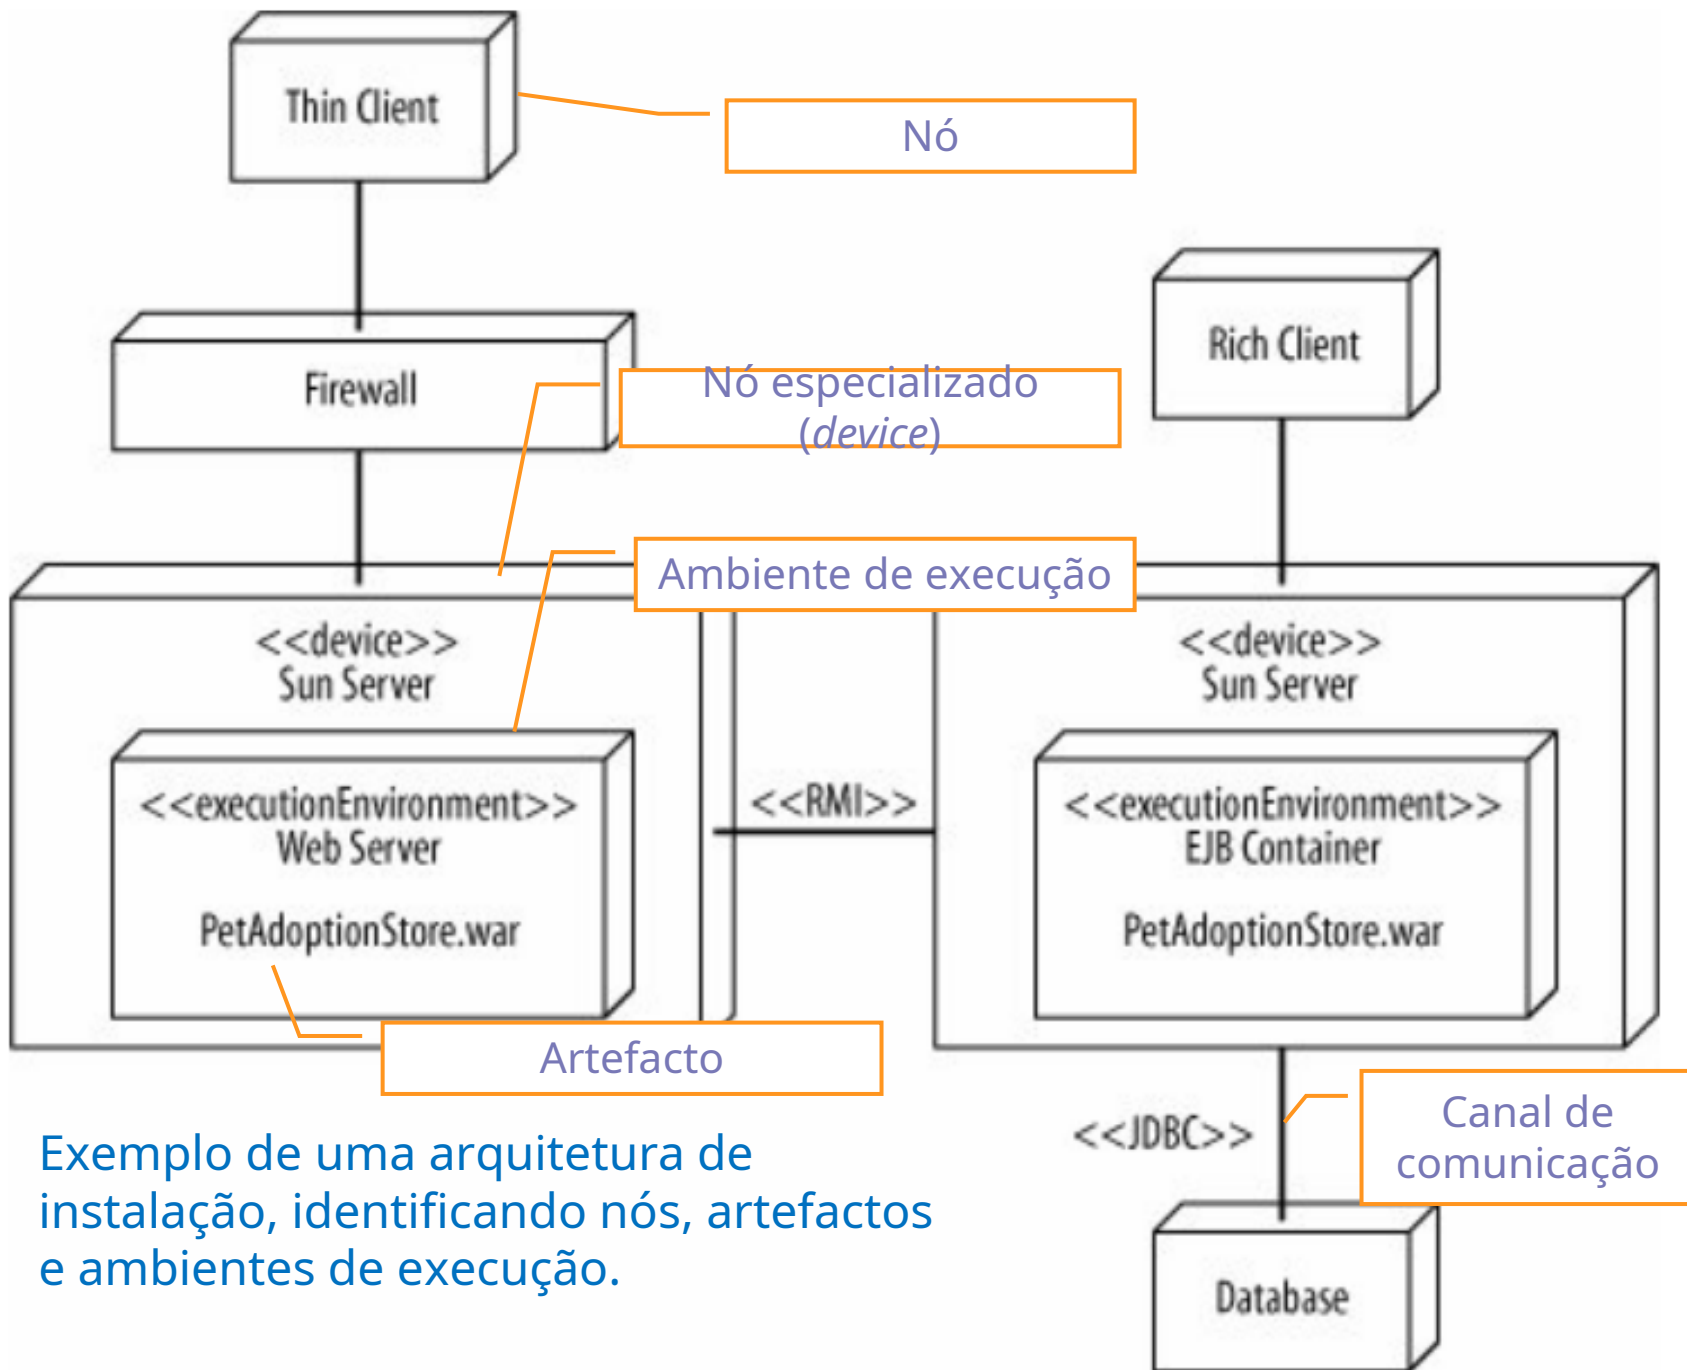 Thin Client
Nó
Rich Client
Firewall
Nó especializado
(device)
Ambiente de execução
<<device>>
Sun Server
<<executionEnvironment>>
Web Server
PetAdoptionStore.war
<<RMI>>
<<device>>
Sun Server
<<executionEnvironment>>
EJB Container
PetAdoptionStore.war
Artefacto
<<JDBC>>
Canal de
comunicação
Exemplo de uma arquitetura de
instalação, identificando nós, artefactos
e ambientes de execução.
Database